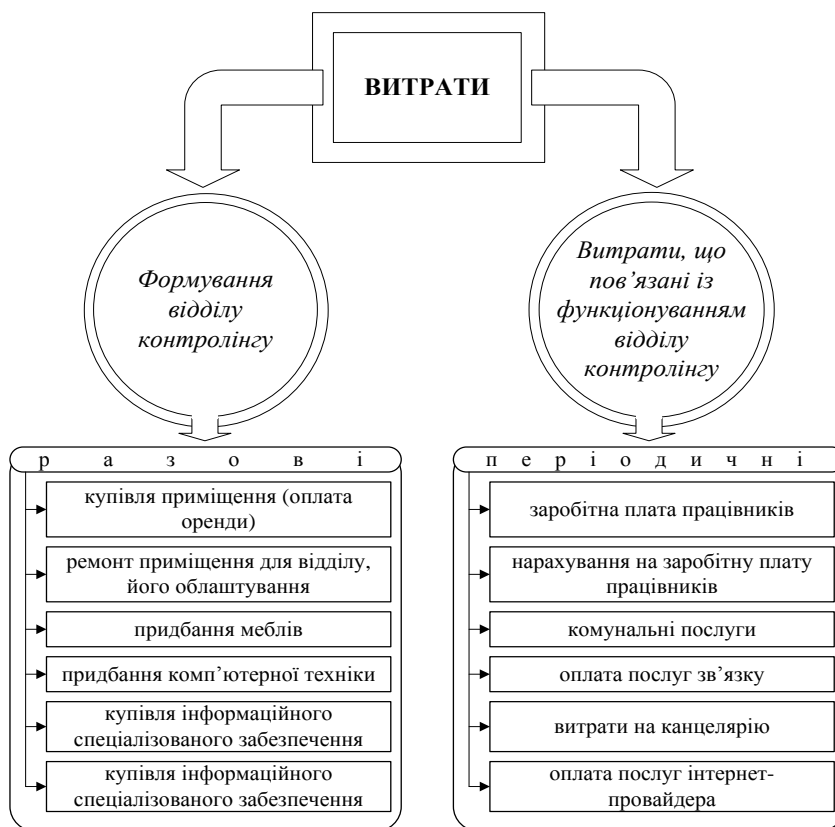 ВИТРАТИ
Формування
відділу
контролінгу
Витрати, що
пов’язані із
функціонуванням
відділу
контролінгу
р а з о в і
купівля приміщення (оплата
оренди)
ремонт приміщення для відділу,
його облаштування
придбання меблів
придбання комп’ютерної техніки
купівля інформаційного
спеціалізованого забезпечення
купівля інформаційного
спеціалізованого забезпечення
п е р і о д и ч н і
заробітна плата працівників
нарахування на заробітну плату
працівників
комунальні послуги
оплата послуг зв’язку
витрати на канцелярію
оплата послуг інтернет-
провайдера